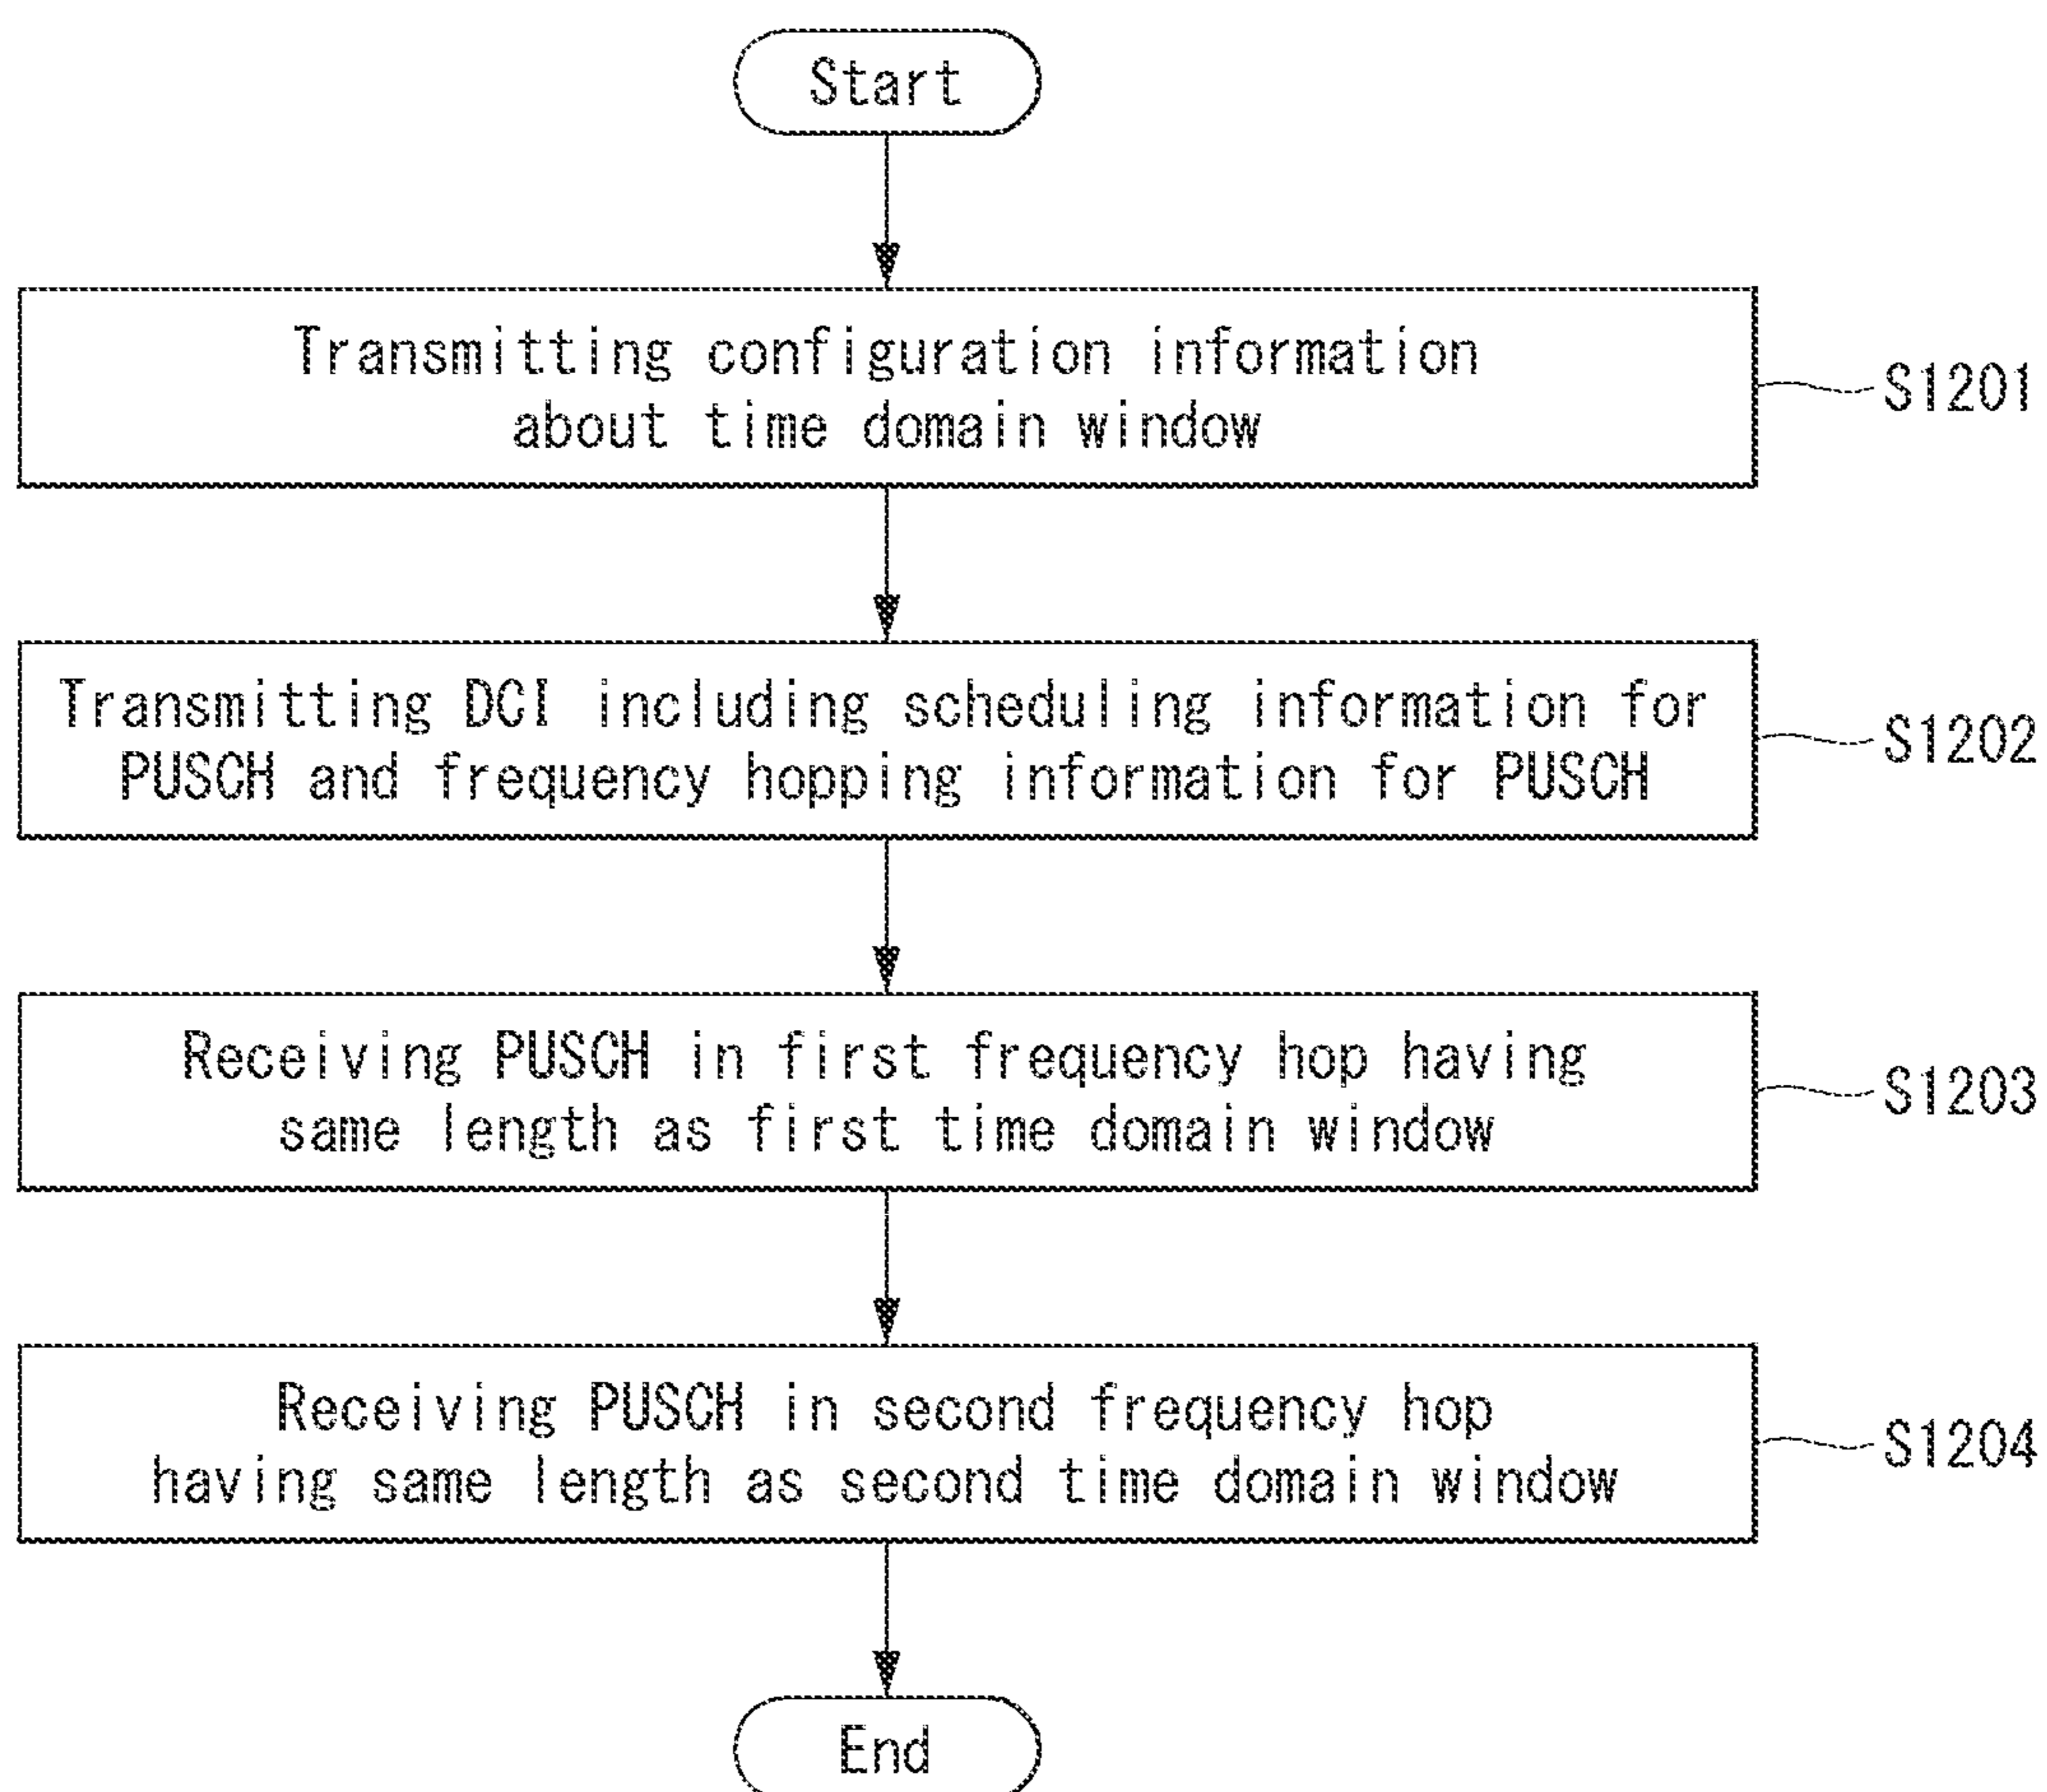 Start
Transmitting configuration information
about time domain window
S1201
Transmitting DCI including scheduling information for
PUSCH and frequency hopping information for PUSCH
S1202
Receiving PUSCH in first frequency hop having
same length as first time domain window
S1203
Receiving PUSCH in second frequency hop
having same length as second time domain window
S1204
End